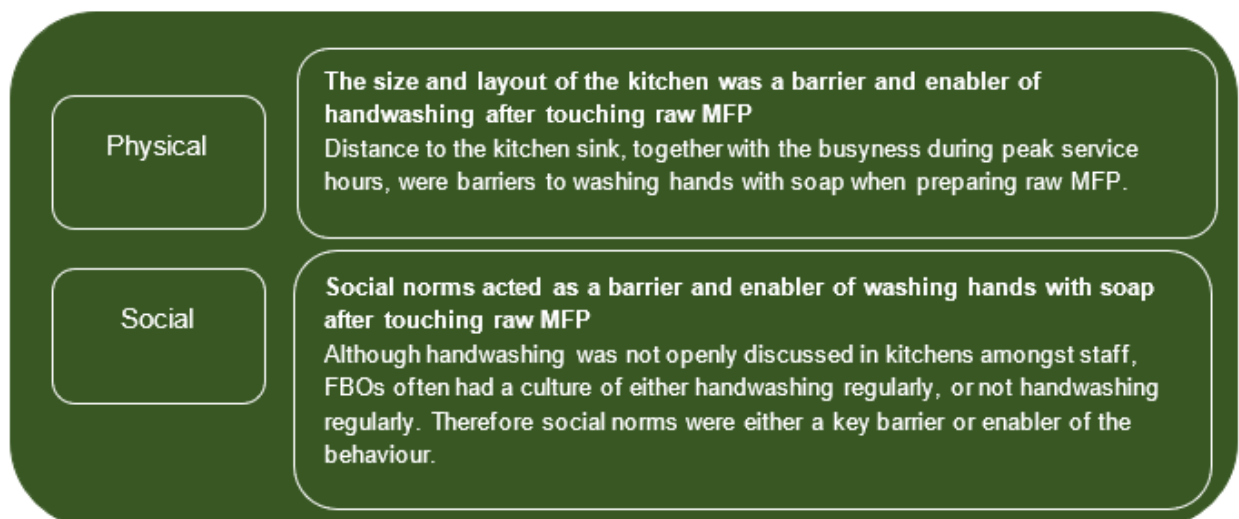 Physical
The size and layout of the kitchen was a barrier and enabler of
handwashing after touching raw MFP
Distance to the kitchen sink, together with the busyness during peak service
hours, were barriers to washing hands with soap when preparing raw MFP.
Social
Social norms acted as a barrier and enabler of washing hands with soap
after touching raw MFP
Although handwashing was not openly discussed in kitchens amongst staff,
FBOs often had a culture of either handwashing regularly, or not handwashing
regularly. Therefore social norms were either a key barrier or enabler of the
behaviour.